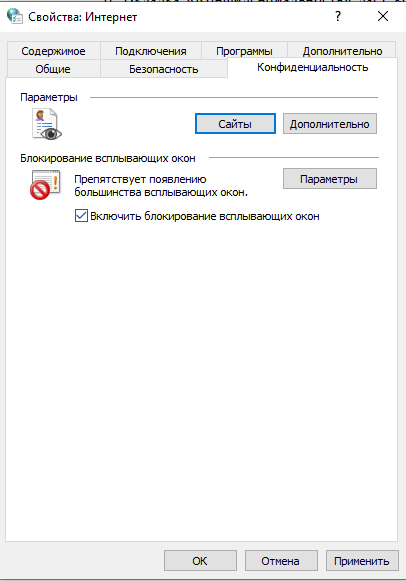 Свойства: Интернет
?
Содержимое
Подключения
Программы
Дополнительно
Общие
Безопасность
Конфиденциальность
Параметры
Сайты
Дополнительно
Блокирование всплывающих окон
Препятствует появлению
большинства всплывающих окон.
Параметры
Включить блокирование всплывающих окон
ОК
Отмена
Применить